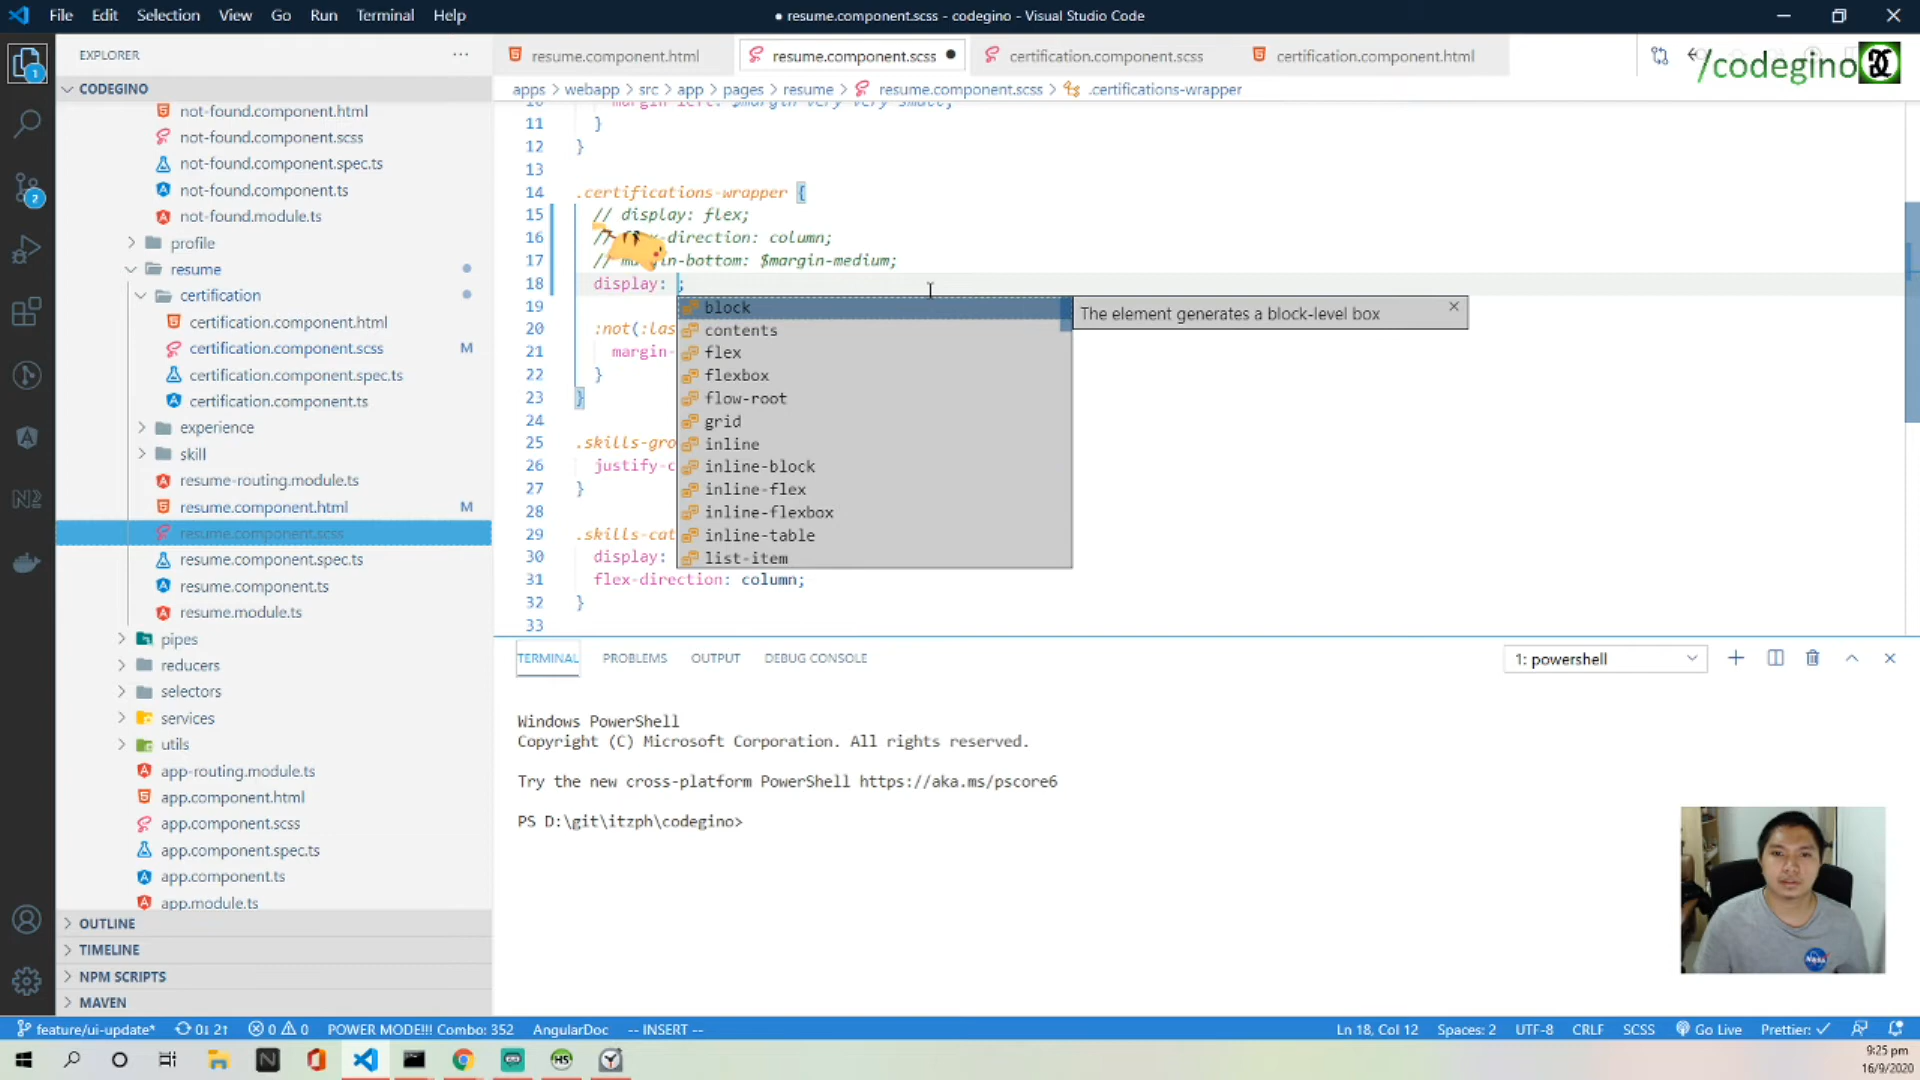 File Edit Selection View Go Run Terminal Help
● resume.component.scss - codegino - Visual Studio Code
EXPLORER
CODEGINO
not-found.component.html
not-found.component.scss
not-found.component.spec.ts
not-found.component.ts
not-found.module.ts
profile
resume
certification
certification.component.html
certification.component.scss M
certification.component.spec.ts
certification.component.ts
experience
skill
resume-routing.module.ts
resume.component.html M
resume.component.scss
resume.component.spec.ts
resume.component.ts
resume.module.ts
pipes
reducers
selectors
services
utils
app-routing.module.ts
app.component.html
app.component.scss
app.component.spec.ts
app.component.ts
app.module.ts
OUTLINE
TIMELINE
NPM SCRIPTS
MAVEN
1
2
resume.component.html
resume.component.scss
certification.component.scss
certification.component.html
/codegino
apps > webapp > src > app > pages > resume > resume.component.scss > .certifications-wrapper
10 margin-left: $margin-very-very-small;
11 }
12 }
13
14 .certifications-wrapper {
15 // display: flex;
16 // -direction: column;
17 // -bottom: $margin-medium;
18 display: ;
19
20 :not(:las
21 margin-
22 }
23 }
24
25 .skills-gro
26 justify-c
27 }
28
29 .skills-cat
30 display:
31 flex-direction: column;
32 }
33
block
contents
flex
flexbox
flow-root
grid
inline
inline-block
inline-flex
inline-flexbox
inline-table
list-item
The element generates a block-level box
TERMINAL PROBLEMS OUTPUT DEBUG CONSOLE
1: powershell
Windows PowerShell
Copyright (C) Microsoft Corporation. All rights reserved.
Try the new cross-platform PowerShell https://aka.ms/pscore6
PS D:\git\itzph\codegino>
NASA
feature/ui-update* 0↓ 2↑ 0 0 POWER MODE!!! Combo: 352 AngularDoc -- INSERT --
Ln 18, Col 12 Spaces: 2 UTF-8 CRLF SCSS Go Live Prettier: ✓
9:25 pm
16/9/2020